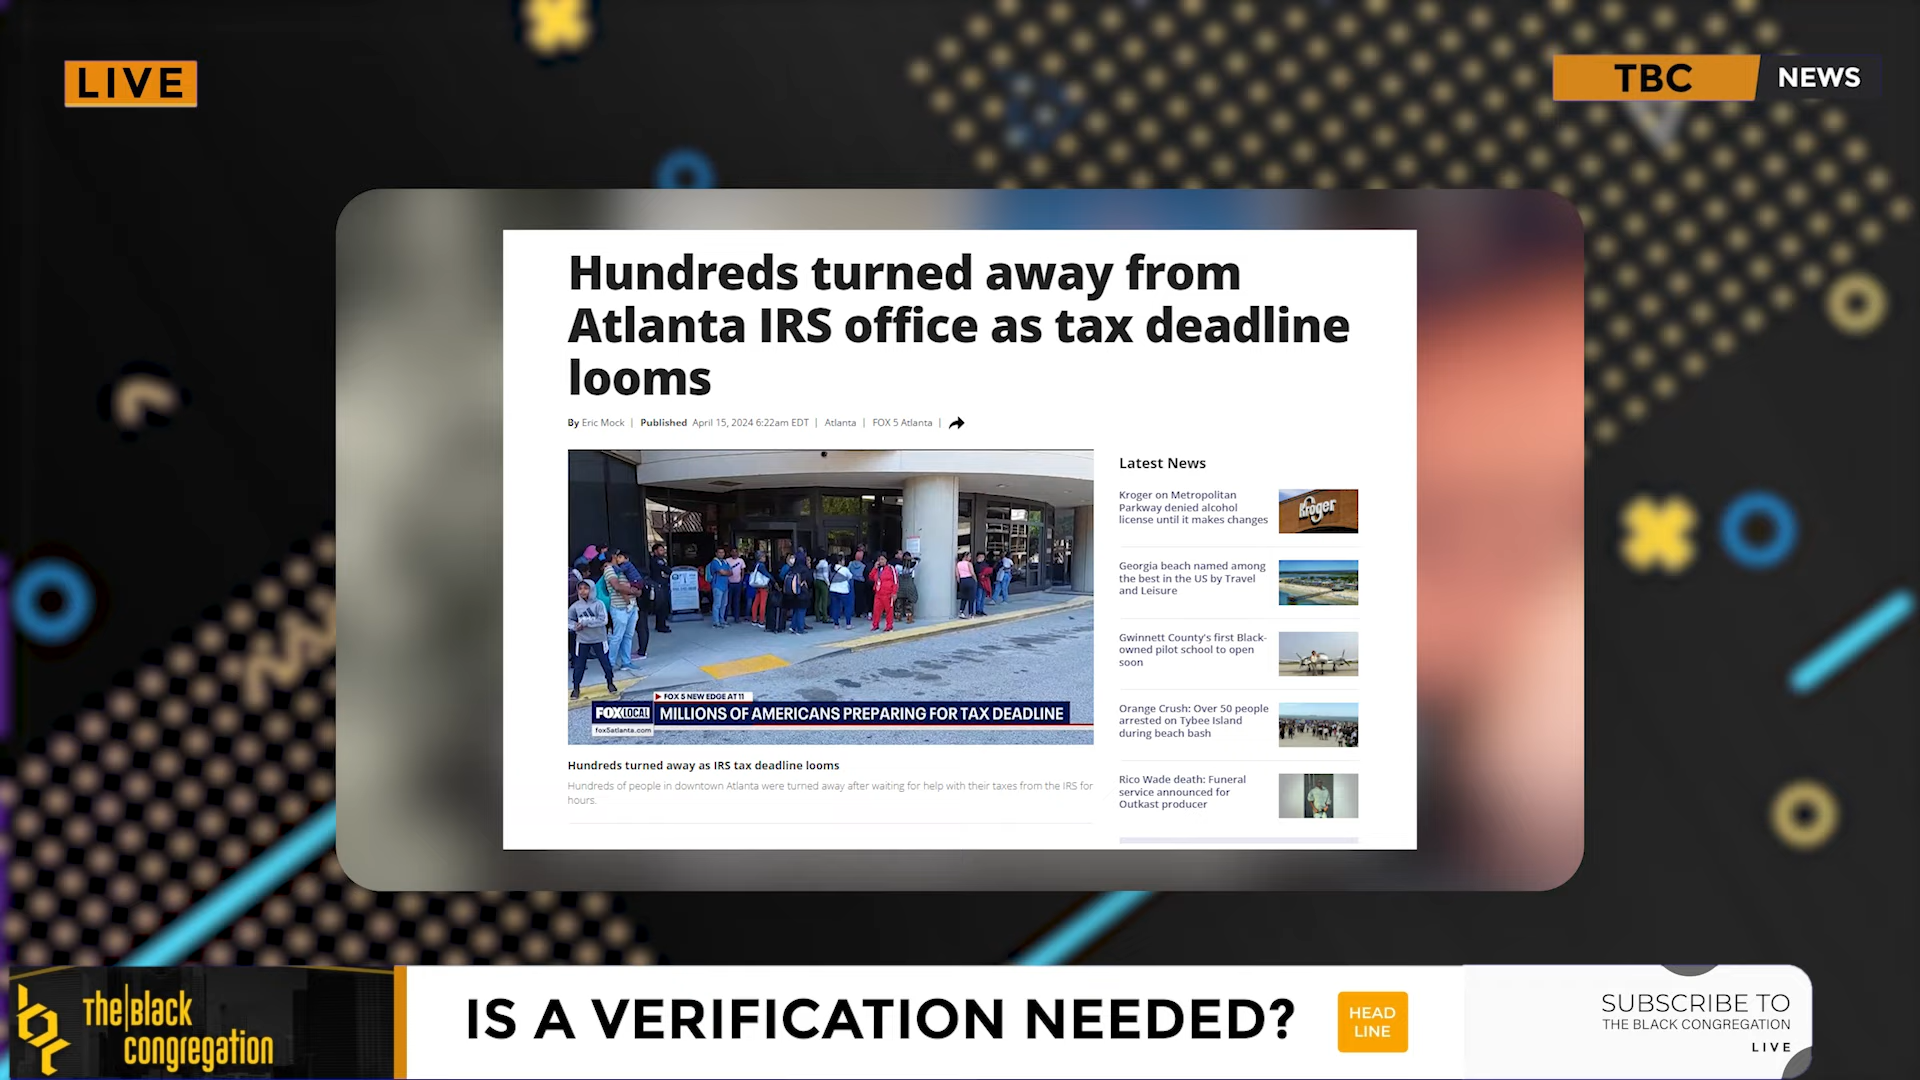 LIVE
TBC NEWS
Hundreds turned away from
Atlanta IRS office as tax deadline
looms
By Eric Mock | Published April 15, 2024 6:22am EDT | Atlanta | FOX 5 Atlanta |
FOX 5 NEW EDGE AT 11
FOX LOCAL MILLIONS OF AMERICANS PREPARING FOR TAX DEADLINE
fox5atlanta.com
Hundreds turned away as IRS tax deadline looms
Hundreds of people in downtown Atlanta were turned away after waiting for help with their taxes from the IRS for
hours.
Latest News
Kroger on Metropolitan
Parkway denied alcohol
license until it makes changes
Kroger
Georgia beach named among
the best in the US by Travel
and Leisure
Gwinnett County's first Black-
owned pilot school to open
soon
Orange Crush: Over 50 people
arrested on Tybee Island
during beach bash
Rico Wade death: Funeral
service announced for
Outkast producer
the Black
congregation
IS A VERIFICATION NEEDED?
HEAD
LINE
SUBSCRIBE TO
THE BLACK CONGREGATION
LIVE